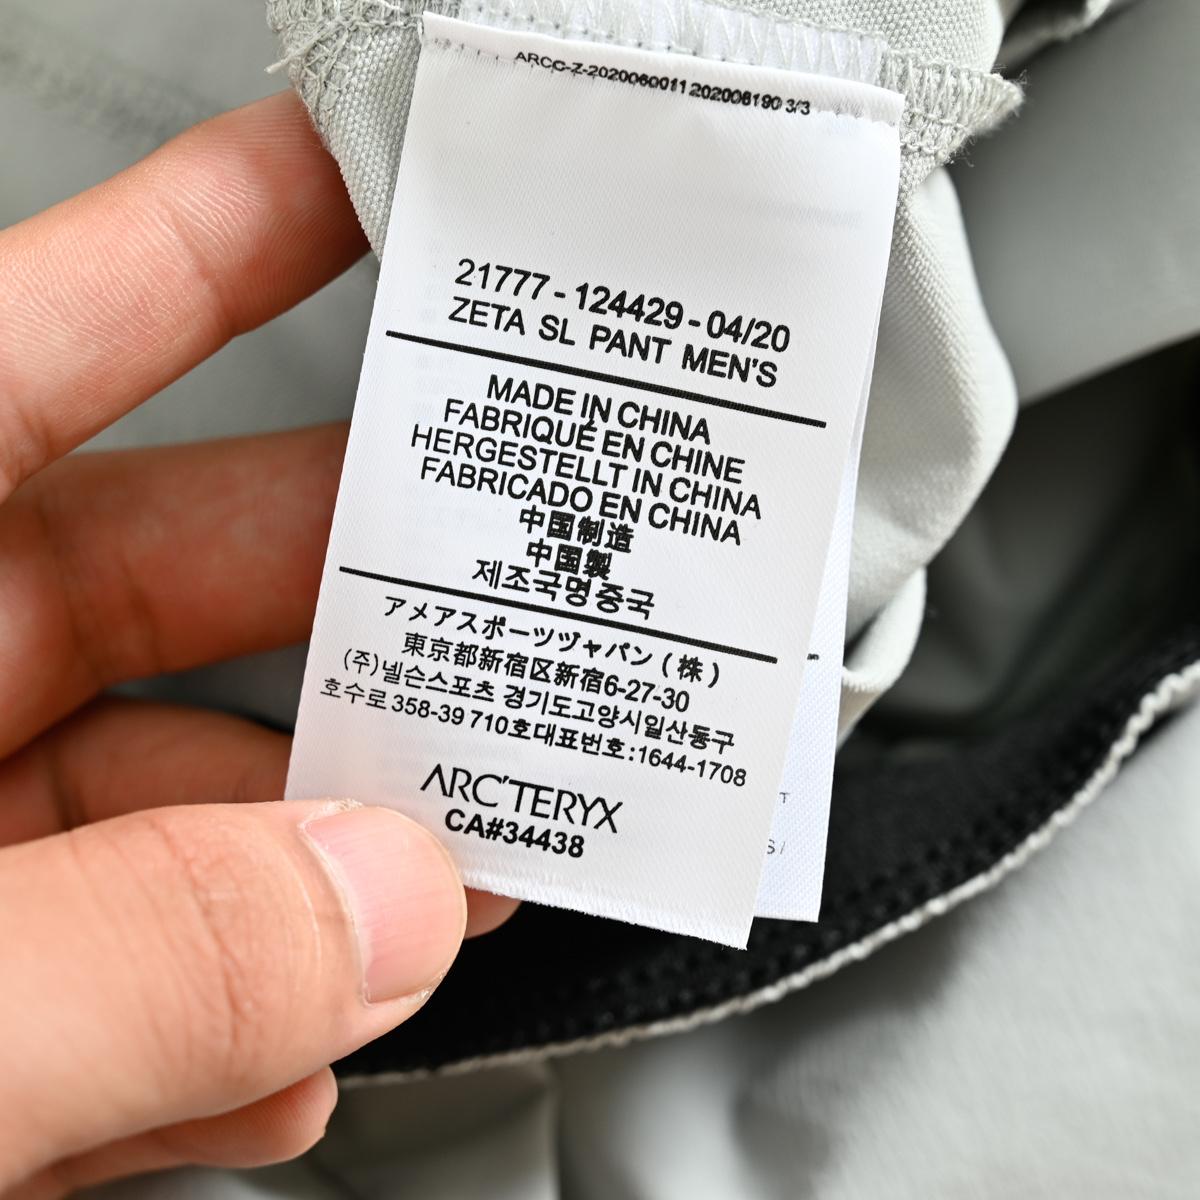 ARCC-Z-2020060011 202008190 3/3
21777 - 124429 - 04/20
ZETA SL PANT MEN'S
MADE IN CHINA
FABRIQUÉ EN CHINE
HERGESTELLT IN CHINA
FABRICADO EN CHINA
中国制造
中国製
제조국명중국
アメアスポーツヅャパン (株)
東京都新宿区新宿6-27-30
(주)넬슨스포츠 경기도고양시일산동구
호수로 358-39 710호대표번호:1644-1708
ARC'TERYX
CA#34438